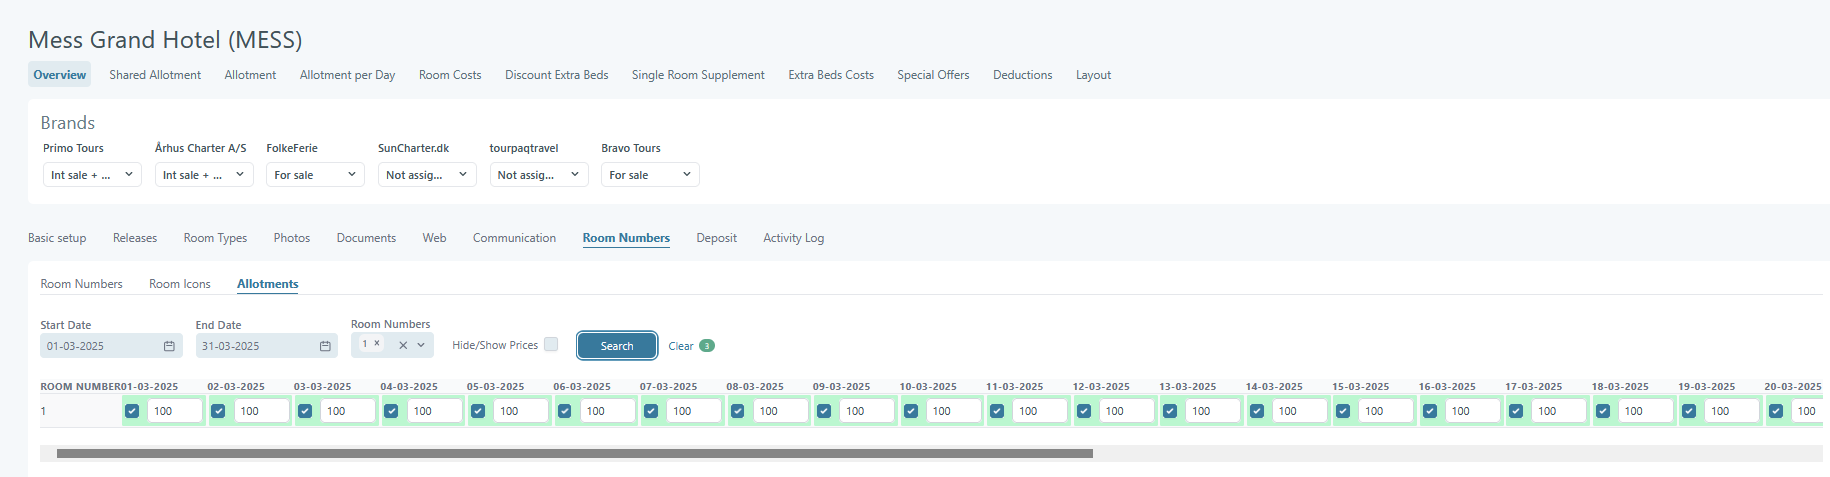 Mess Grand Hotel (MESS)
Overview Shared Allotment Allotment Allotment per Day Room Costs Discount Extra Beds Single Room Supplement Extra Beds Costs Special Offers Deductions Layout
Brands
Primo Tours Århus Charter A/S FolkeFerie SunCharter.dk tourpaqtravel Bravo Tours
Int sale + ... Int sale + ... For sale Not assig... Not assig... For sale
Basic setup Releases Room Types Photos Documents Web Communication Room Numbers Deposit Activity Log
Room Numbers Room Icons Allotments
Start Date End Date Room Numbers
01-03-2025 31-03-2025 1 × Hide/Show Prices Search Clear 3
ROOM NUMBER 01-03-2025 02-03-2025 03-03-2025 04-03-2025 05-03-2025 06-03-2025 07-03-2025 08-03-2025 09-03-2025 10-03-2025 11-03-2025 12-03-2025 13-03-2025 14-03-2025 15-03-2025 16-03-2025 17-03-2025 18-03-2025 19-03-2025 20-03-2025
1 100 100 100 100 100 100 100 100 100 100 100 100 100 100 100 100 100 100 100 100